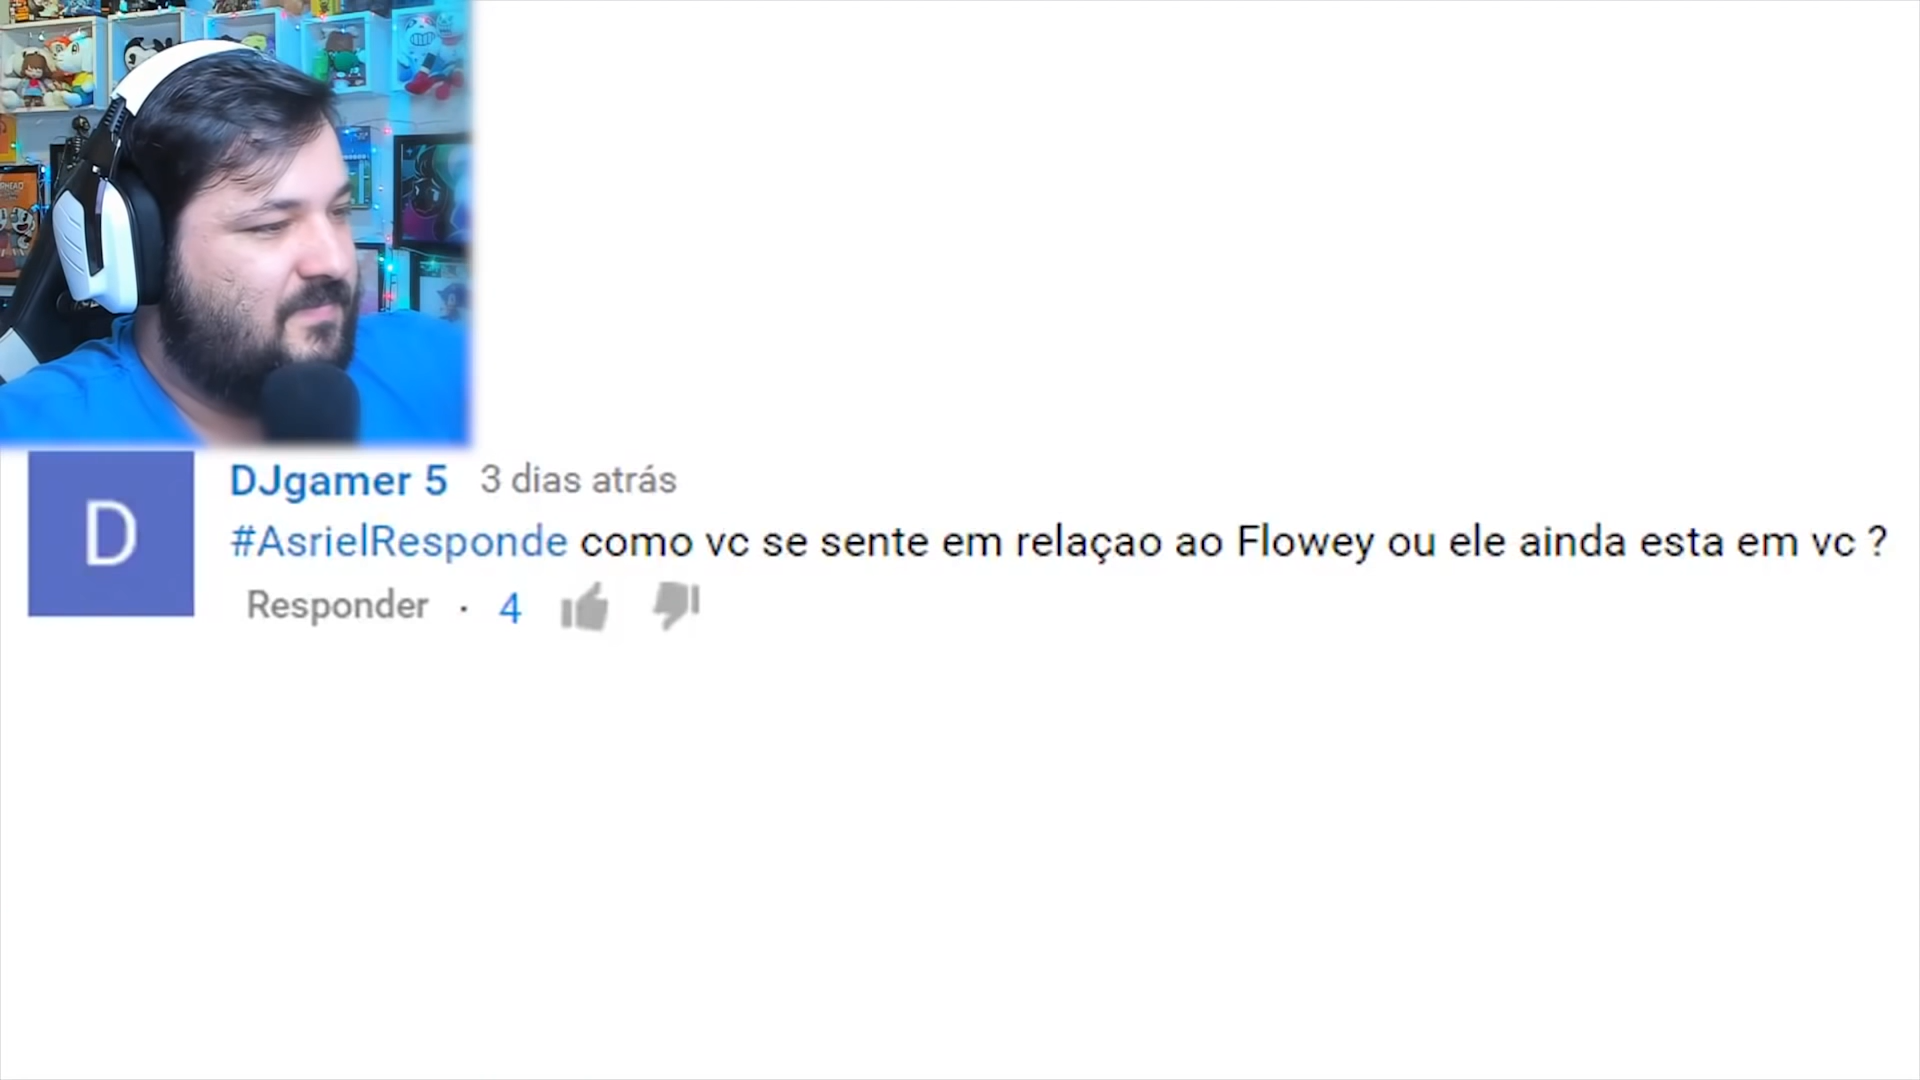 D
DJgamer 5 3 dias atrás
#AsrielResponde como vc se sente em relaçao ao Flowey ou ele ainda esta em vc ?
Responder · 4